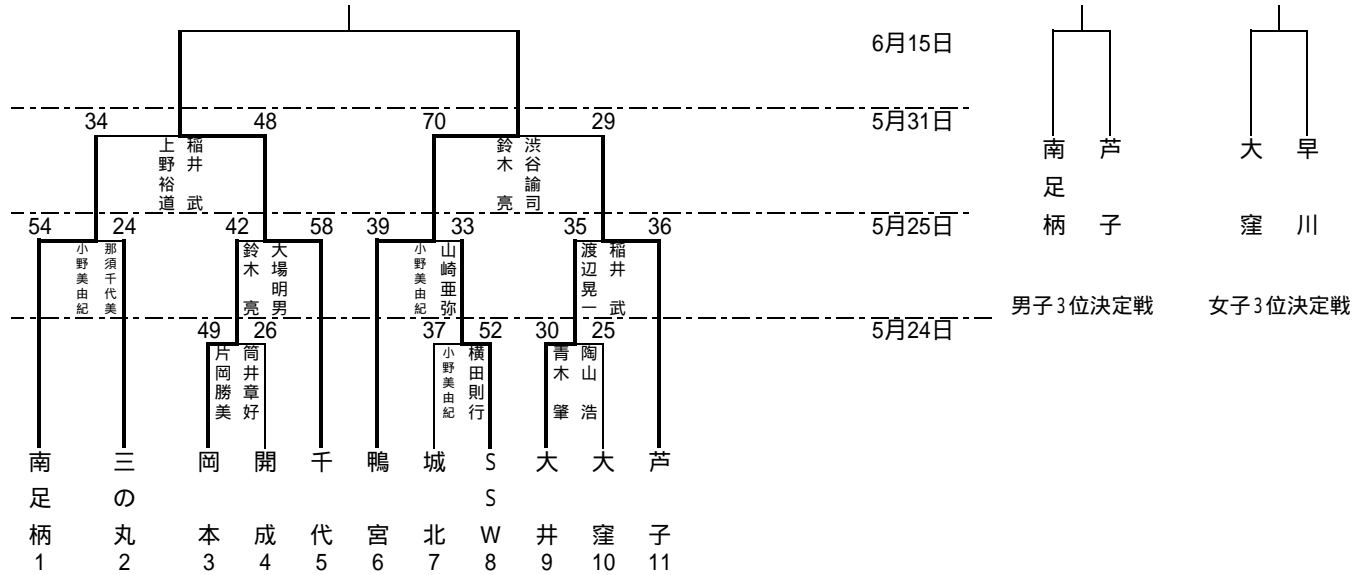 6月15日
34 48 70 29 5月31日
上野裕道 稲井 武 鈴木 亮 渋谷諭司
54 24 42 58 39 33 35 36 5月25日
小野美由紀 那須千代美 鈴木 亮 大場明男 小野美由紀 山崎亜弥 渡辺晃一 稲井 武
49 26 37 52 30 25 5月24日
片岡勝美 筒井章好 小野美由紀 横田則行 青木 肇 陶山 浩
南足柄 三の丸 岡本 開成 千代 鴨宮 城北 SSW 大井 大窪 芦子
1 2 3 4 5 6 7 8 9 10 11
南足柄 芦子
男子3位決定戦
大窪 早川
女子3位決定戦